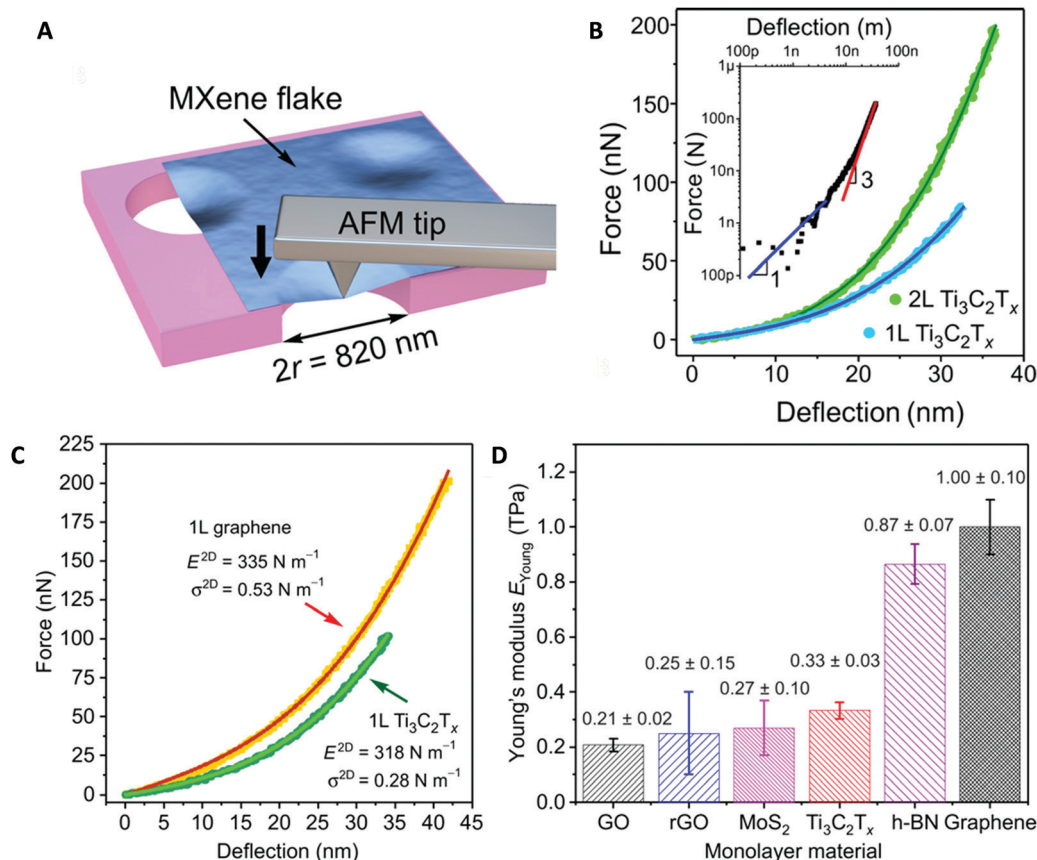 A
MXene flake
AFM tip
2r = 820 nm
B
Deflection (m)
100p 1n 10n 100n
1μ
100n
10n
1n
100p
Force (N)
3
1
200
150
100
50
0
Force (nN)
2L Ti₃C₂Tₓ
1L Ti₃C₂Tₓ
0 10 20 30 40
Deflection (nm)
C
225
200
175
150
125
100
75
50
25
0
Force (nN)
1L graphene
E²ᴰ = 335 N m⁻¹
σ²ᴰ = 0.53 N m⁻¹
1L Ti₃C₂Tₓ
E²ᴰ = 318 N m⁻¹
σ²ᴰ = 0.28 N m⁻¹
0 5 10 15 20 25 30 35 40 45
Deflection (nm)
D
1.2
1.0
0.8
0.6
0.4
0.2
0.0
Young's modulus E_Young (TPa)
0.21 ± 0.02
0.25 ± 0.15
0.27 ± 0.10
0.33 ± 0.03
0.87 ± 0.07
1.00 ± 0.10
GO rGO MoS₂ Ti₃C₂Tₓ h-BN Graphene
Monolayer material